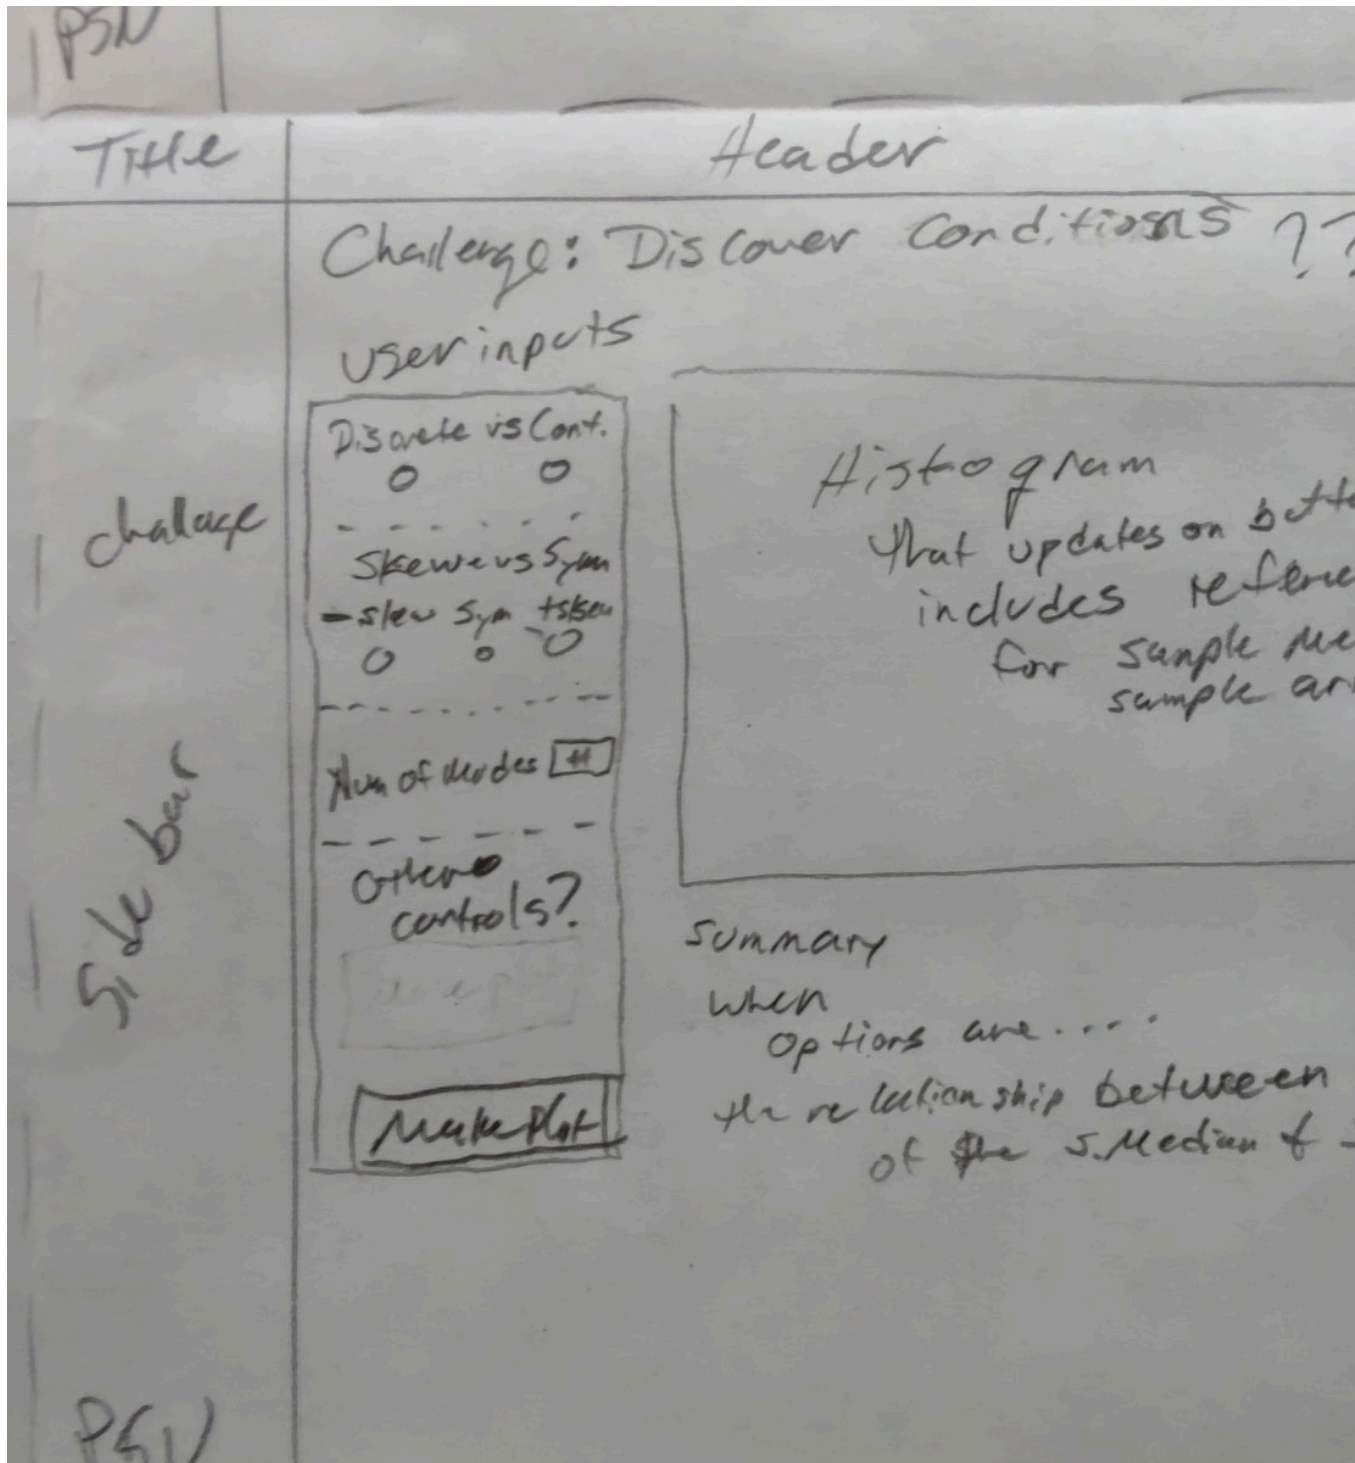 PSU
Title
Header
Challenge: Discover Conditions ??
User inputs
Discrete vs Cont.
Skew vs Sym
-skew Sym +skew
Num of Modes #
Other
controls?
Make Plot
Histogram
that updates on
includes
for sample
sample
Summary
when
options are....
the relationship between
of the S.Median &
Challage
Side bar
PSU